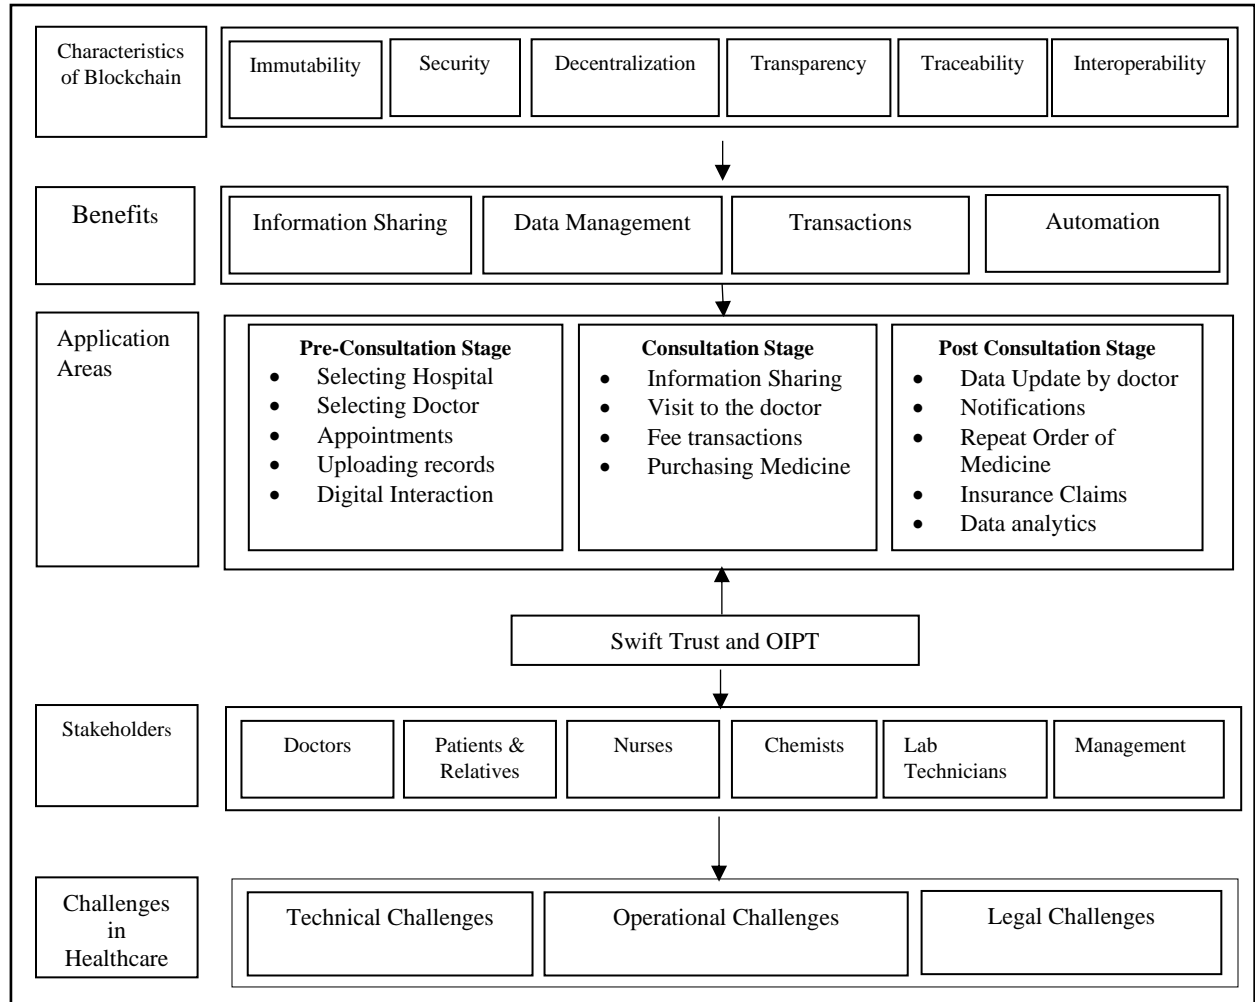 Characteristics
of Blockchain
Immutability
Security
Decentralization
Transparency
Traceability
Interoperability
Benefits
Information Sharing
Data Management
Transactions
Automation
Application
Areas
Pre-Consultation Stage
• Selecting Hospital
• Selecting Doctor
• Appointments
• Uploading records
• Digital Interaction
Consultation Stage
• Information Sharing
• Visit to the doctor
• Fee transactions
• Purchasing Medicine
Post Consultation Stage
• Data Update by doctor
• Notifications
• Repeat Order of
Medicine
• Insurance Claims
• Data analytics
Swift Trust and OIPT
Stakeholders
Doctors
Patients &
Relatives
Nurses
Chemists
Lab
Technicians
Management
Challenges
in
Healthcare
Technical Challenges
Operational Challenges
Legal Challenges